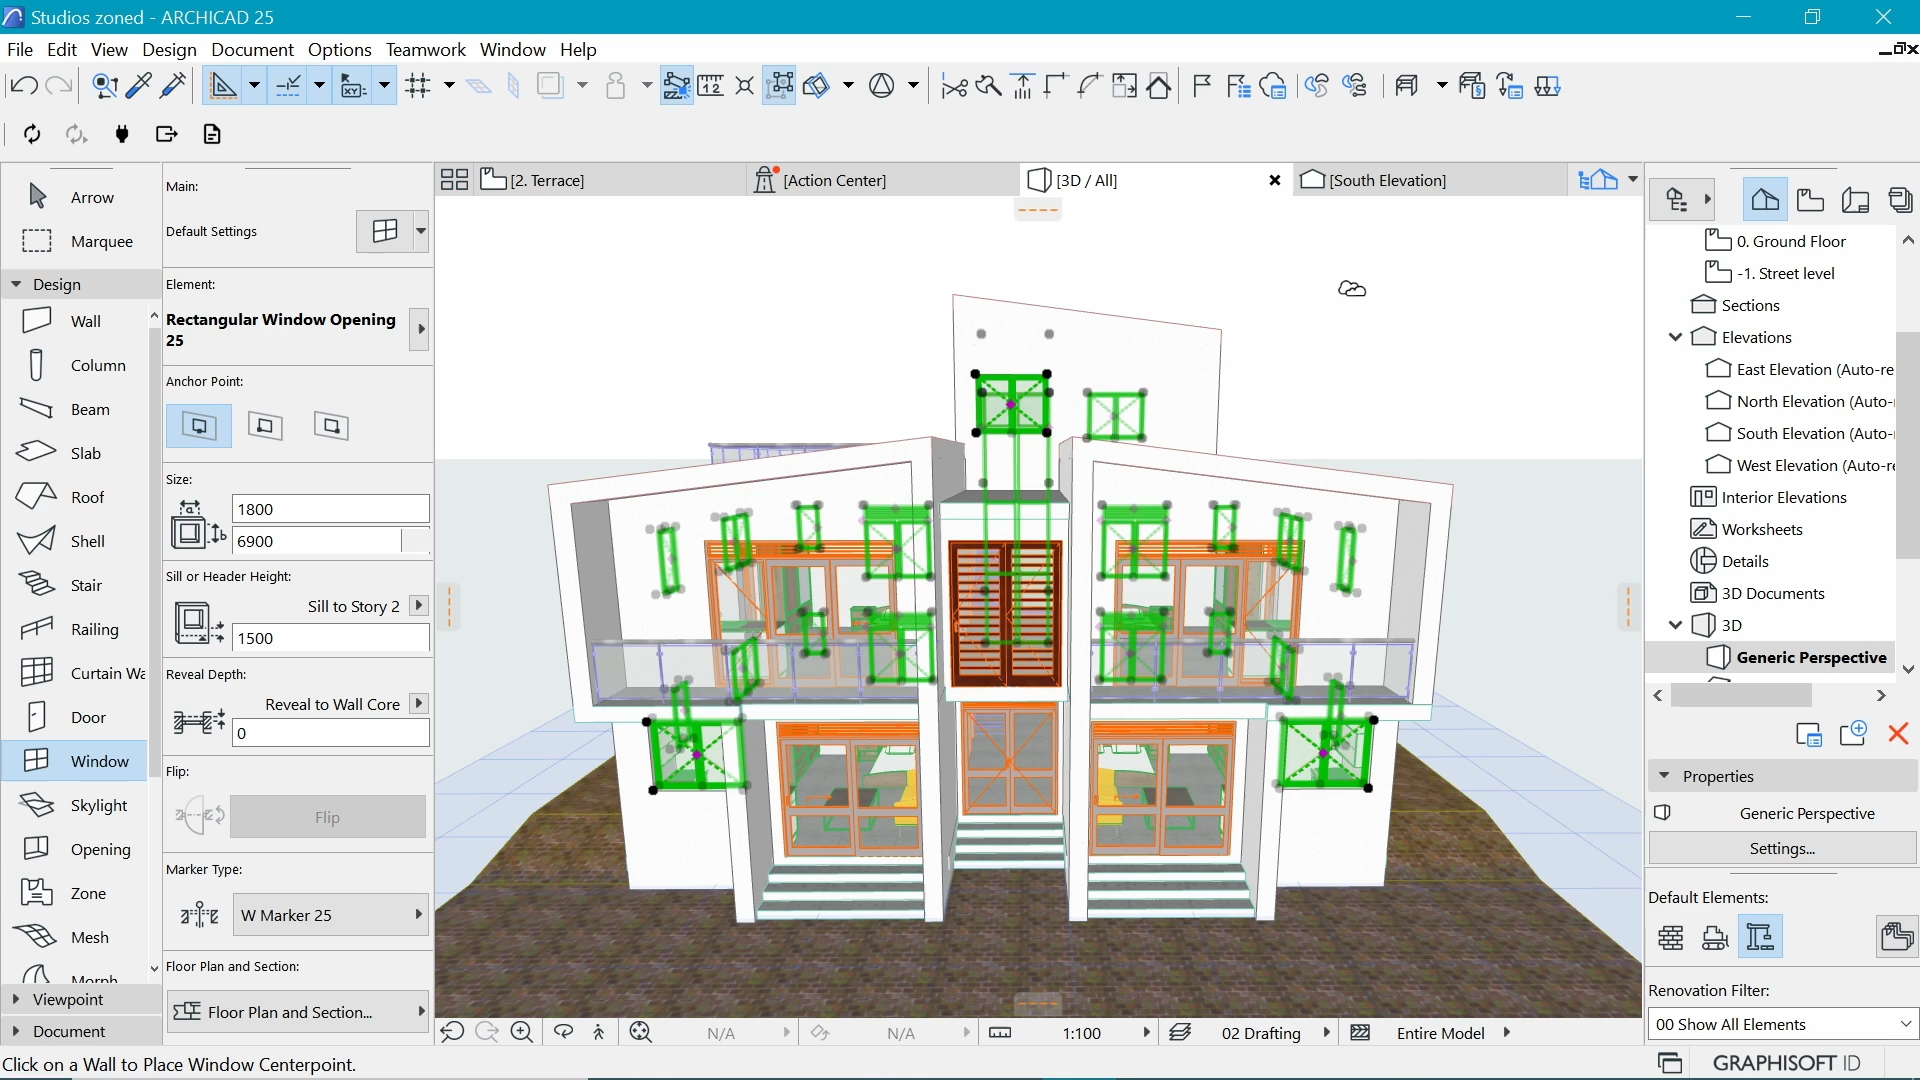 Studios zoned - ARCHICAD 25
File Edit View Design Document Options Teamwork Window Help
[2. Terrace]
[Action Center]
[3D / All]
[South Elevation]
Arrow
Marquee
Design
Wall
Column
Beam
Slab
Roof
Shell
Stair
Railing
Curtain Wa
Door
Window
Skylight
Opening
Zone
Mesh
Morph
Viewpoint
Document
Main:
Default Settings
Element:
Rectangular Window Opening
25
Anchor Point:
Size:
1800
6900
Sill or Header Height:
Sill to Story 2
1500
Reveal Depth:
Reveal to Wall Core
0
Flip:
Flip
Marker Type:
W Marker 25
Floor Plan and Section:
Floor Plan and Section...
0. Ground Floor
-1. Street level
Sections
Elevations
East Elevation (Auto-re
North Elevation (Auto-
South Elevation (Auto-
West Elevation (Auto-re
Interior Elevations
Worksheets
Details
3D Documents
3D
Generic Perspective
Properties
Generic Perspective
Settings...
Default Elements:
Renovation Filter:
00 Show All Elements
N/A
N/A
1:100
02 Drafting
Entire Model
Click on a Wall to Place Window Centerpoint.
GRAPHISOFT ID